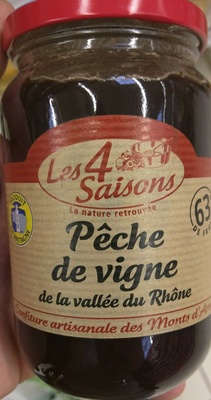 Les 4
Saisons
La nature retrouvée
63
Pêche
de vigne
de la vallée du Rhône
Confiture artisanale des Monts